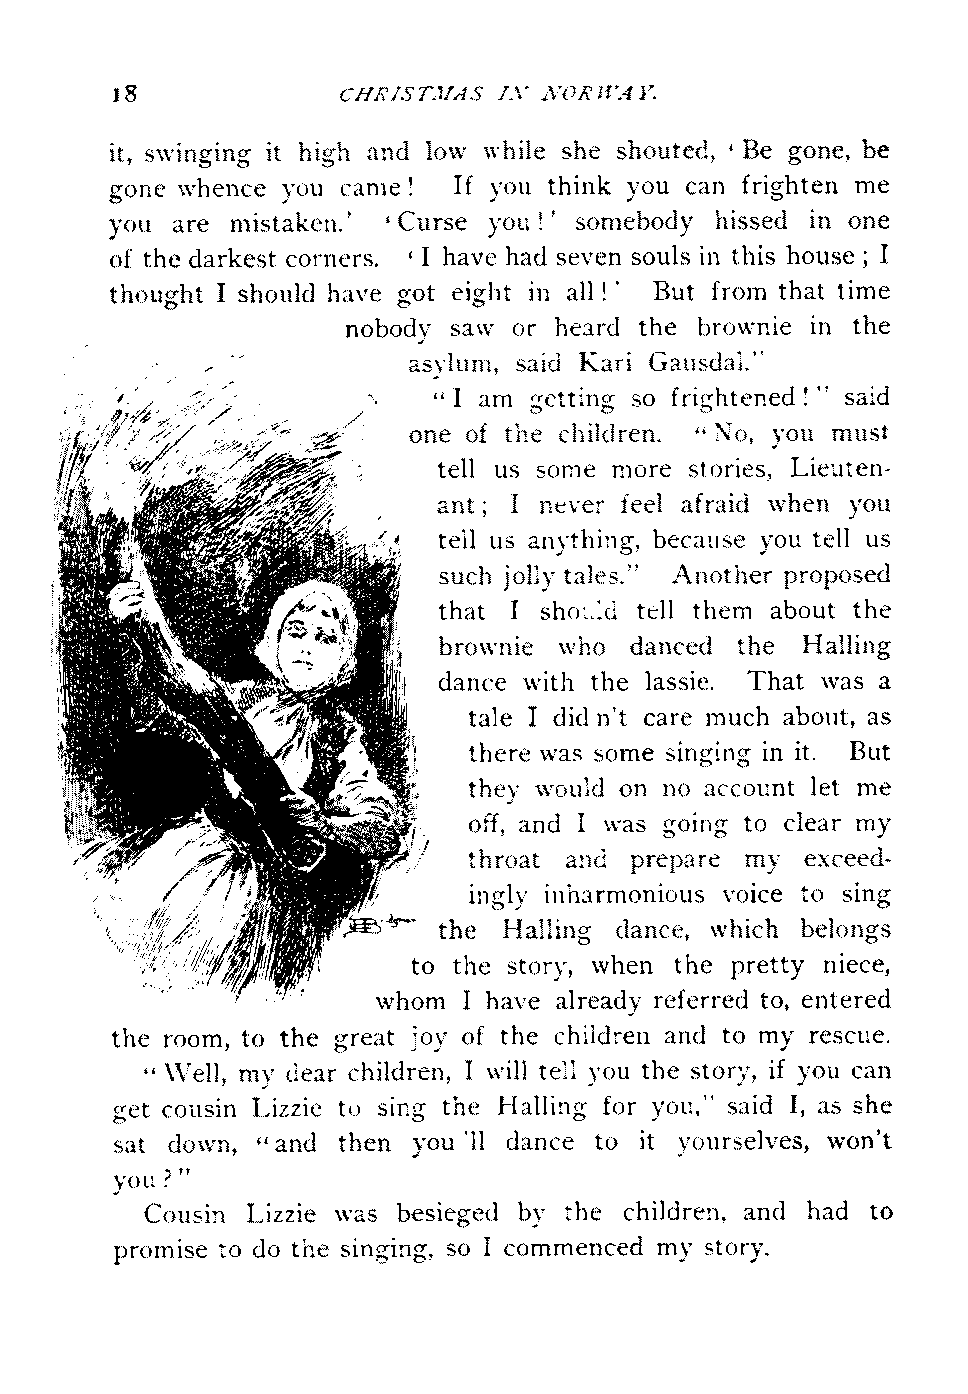 18 CHRISTMAS IN NORWAY.
it, swinging it high and low while she shouted, ‘Be gone, be
gone whence you came! If you think you can frighten me
you are mistaken.’ ‘Curse you!’ somebody hissed in one
of the darkest corners. ‘I have had seven souls in this house; I
thought I should have got eight in all!’ But from that time
nobody saw or heard the brownie in the
asylum, said Kari Gausdal.”
“I am getting so frightened!” said
one of the children. “No, you must
tell us some more stories, Lieuten-
ant; I never feel afraid when you
tell us anything, because you tell us
such jolly tales.” Another proposed
that I should tell them about the
brownie who danced the Halling
dance with the lassie. That was a
tale I did n’t care much about, as
there was some singing in it. But
they would on no account let me
off, and I was going to clear my
throat and prepare my exceed-
ingly inharmonious voice to sing
the Halling dance, which belongs
to the story, when the pretty niece,
whom I have already referred to, entered
the room, to the great joy of the children and to my rescue.
“Well, my dear children, I will tell you the story, if you can
get cousin Lizzie to sing the Halling for you,” said I, as she
sat down, “and then you ’ll dance to it yourselves, won’t
you?”
Cousin Lizzie was besieged by the children, and had to
promise to do the singing, so I commenced my story.